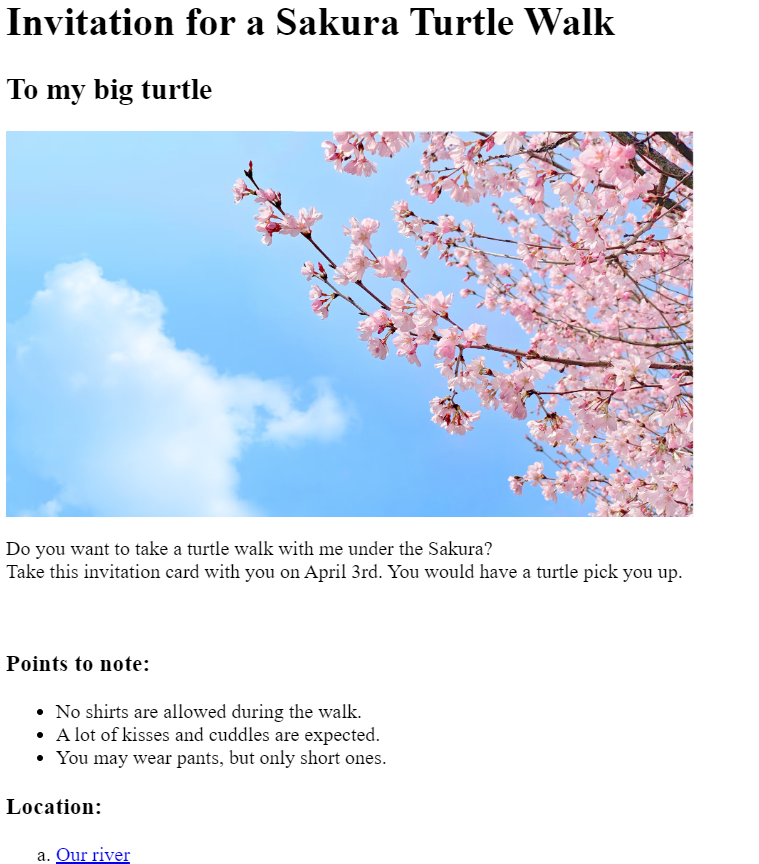 Invitation for a Sakura Turtle Walk
To my big turtle
Do you want to take a turtle walk with me under the Sakura?
Take this invitation card with you on April 3rd. You would have a turtle pick you up.
Points to note:
• No shirts are allowed during the walk.
• A lot of kisses and cuddles are expected.
• You may wear pants, but only short ones.
Location:
a. Our river